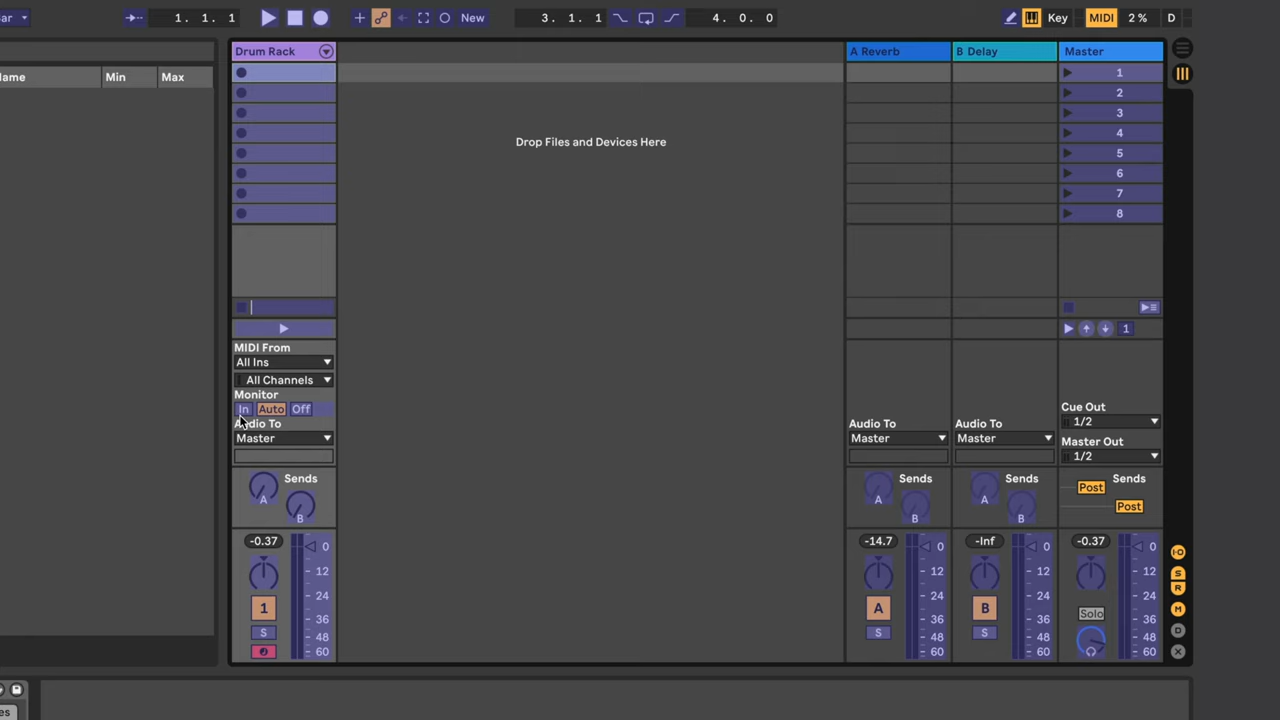 ar
1. 1. 1
New
3. 1. 1
4. 0. 0
Key
MIDI
2 %
D
ame
Min
Max
Drum Rack
A Reverb
B Delay
Master
1
2
3
4
5
6
7
8
Drop Files and Devices Here
1
MIDI From
All Ins
All Channels
Monitor
In Auto Off
Audio To
Master
Audio To
Master
Audio To
Master
Cue Out
1/2
Master Out
1/2
Sends
A
B
Sends
A
B
Sends
A
B
Sends
Post
Post
-0.37
0
12
24
36
48
60
1
S
-14.7
0
12
24
36
48
60
A
S
-Inf
0
12
24
36
48
60
B
S
-0.37
0
12
24
36
48
60
Solo
I·O
S
R
M
D
X
es